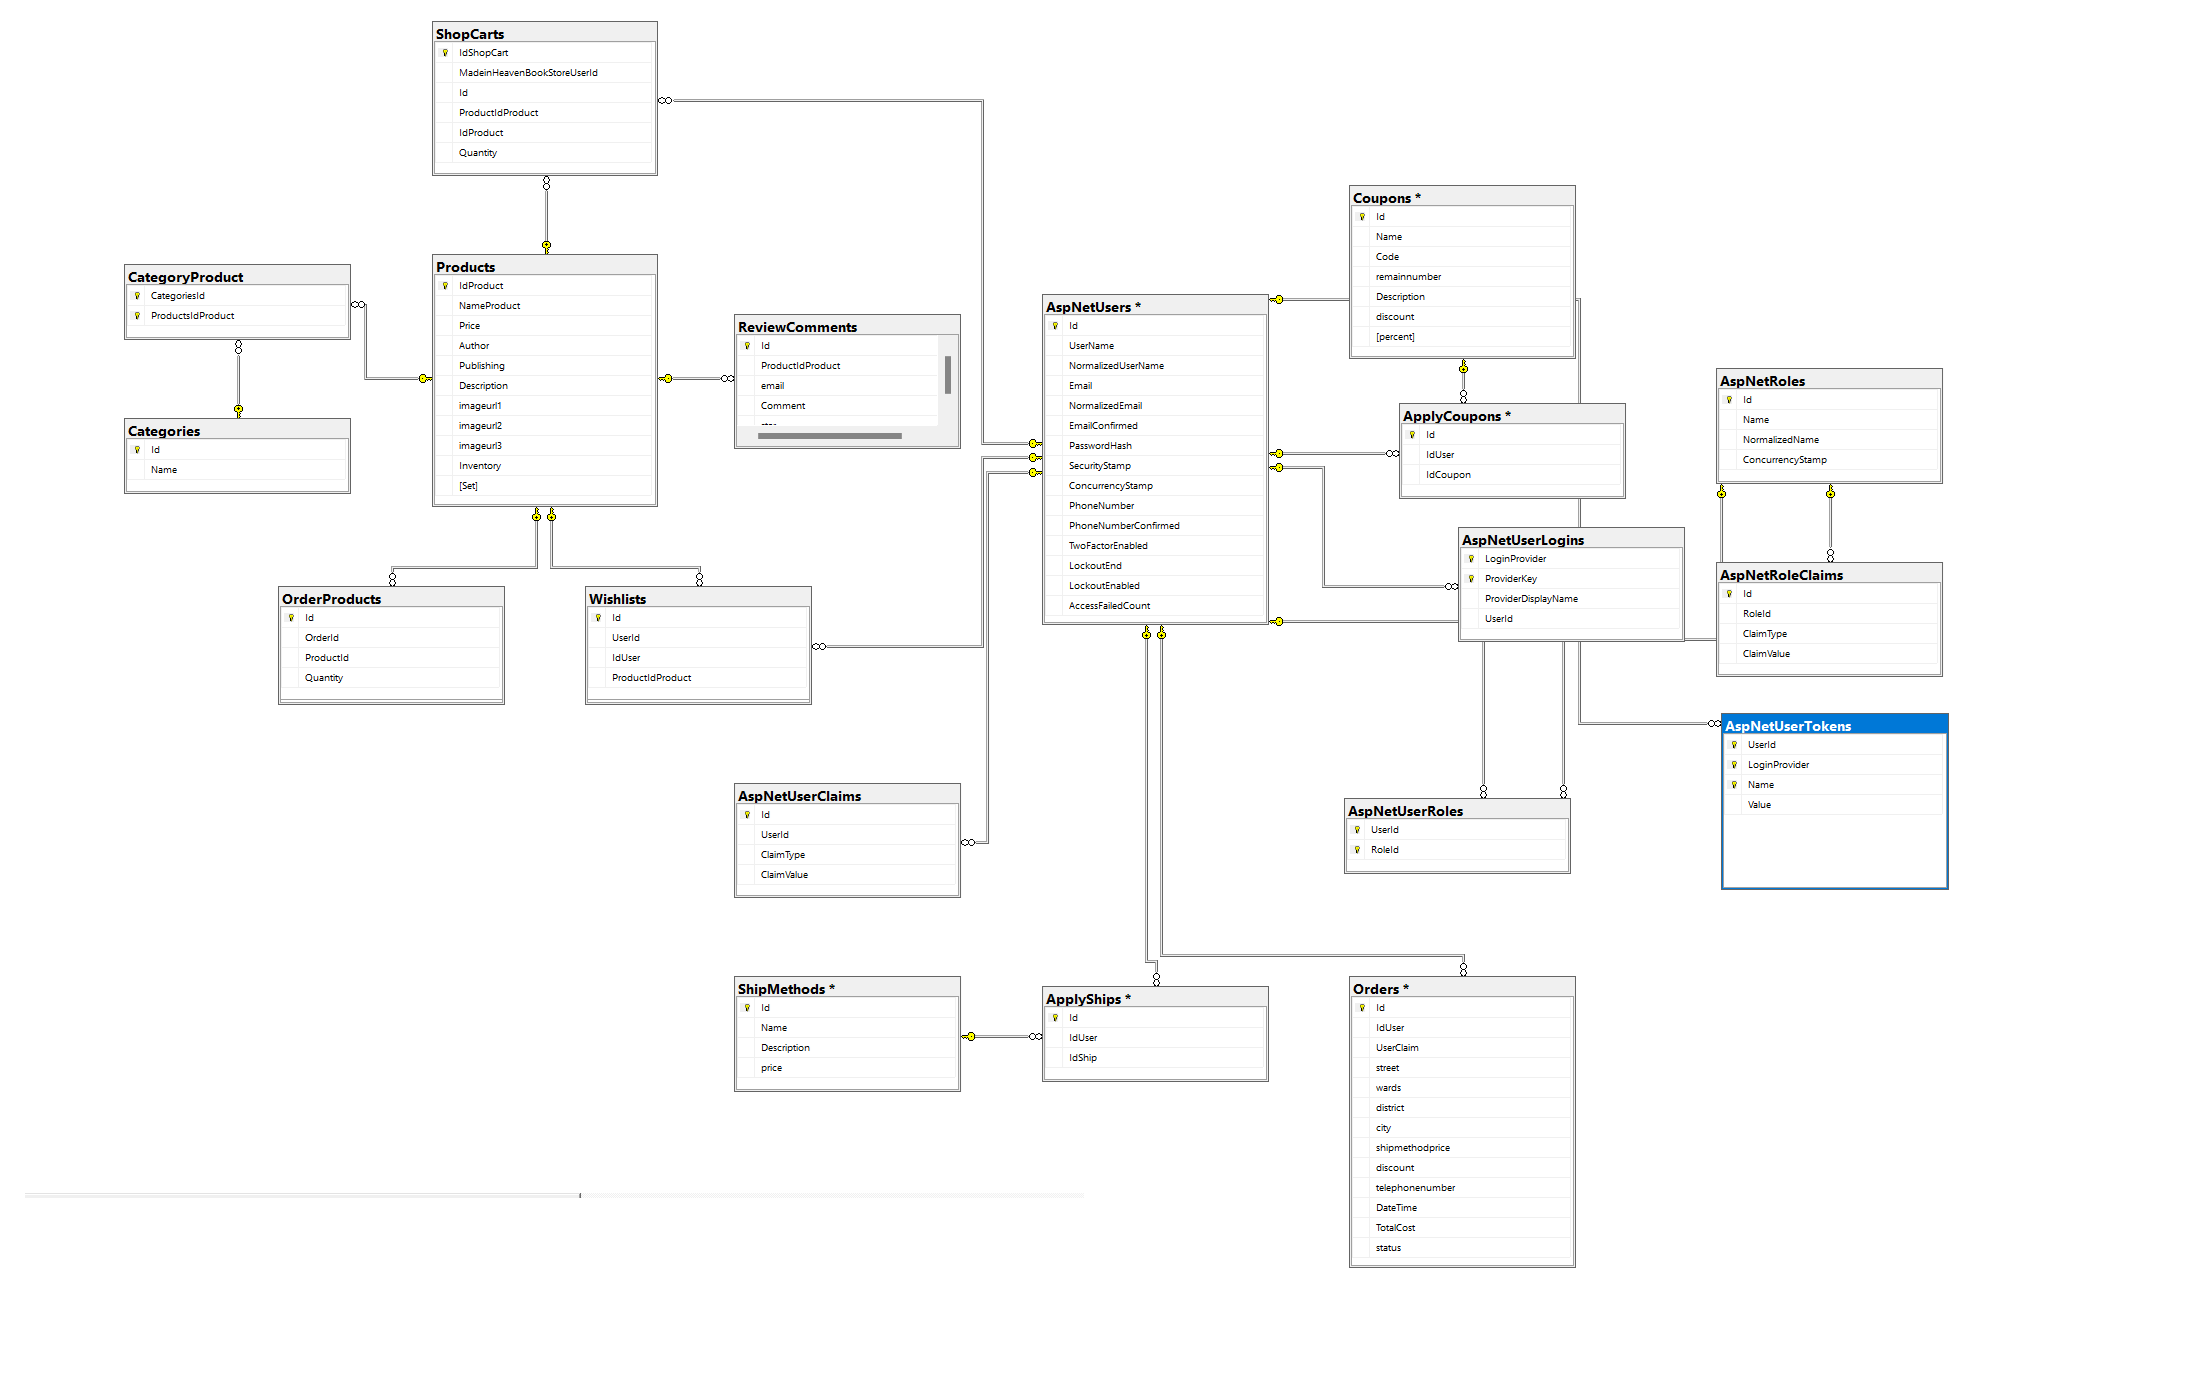 ShopCarts
IdShopCart
MadeinHeavenBookStoreUserId
Id
ProductIdProduct
IdProduct
Quantity
CategoryProduct
CategoriesId
ProductsIdProduct
Categories
Id
Name
Products
IdProduct
NameProduct
Price
Author
Publishing
Description
imageurl1
imageurl2
imageurl3
Inventory
[Set]
ReviewComments
Id
ProductIdProduct
email
Comment
OrderProducts
Id
OrderId
ProductId
Quantity
Wishlists
Id
UserId
IdUser
ProductIdProduct
AspNetUsers *
Id
UserName
NormalizedUserName
Email
NormalizedEmail
EmailConfirmed
PasswordHash
SecurityStamp
ConcurrencyStamp
PhoneNumber
PhoneNumberConfirmed
TwoFactorEnabled
LockoutEnd
LockoutEnabled
AccessFailedCount
Coupons *
Id
Name
Code
remainnumber
Description
discount
[percent]
ApplyCoupons *
Id
IdUser
IdCoupon
AspNetUserLogins
LoginProvider
ProviderKey
ProviderDisplayName
UserId
AspNetRoles
Id
Name
NormalizedName
ConcurrencyStamp
AspNetRoleClaims
Id
RoleId
ClaimType
ClaimValue
AspNetUserTokens
UserId
LoginProvider
Name
Value
AspNetUserClaims
Id
UserId
ClaimType
ClaimValue
AspNetUserRoles
UserId
RoleId
ShipMethods *
Id
Name
Description
price
ApplyShips *
Id
IdUser
IdShip
Orders *
Id
IdUser
UserClaim
street
wards
district
city
shipmethodprice
discount
telephonenumber
DateTime
TotalCost
status